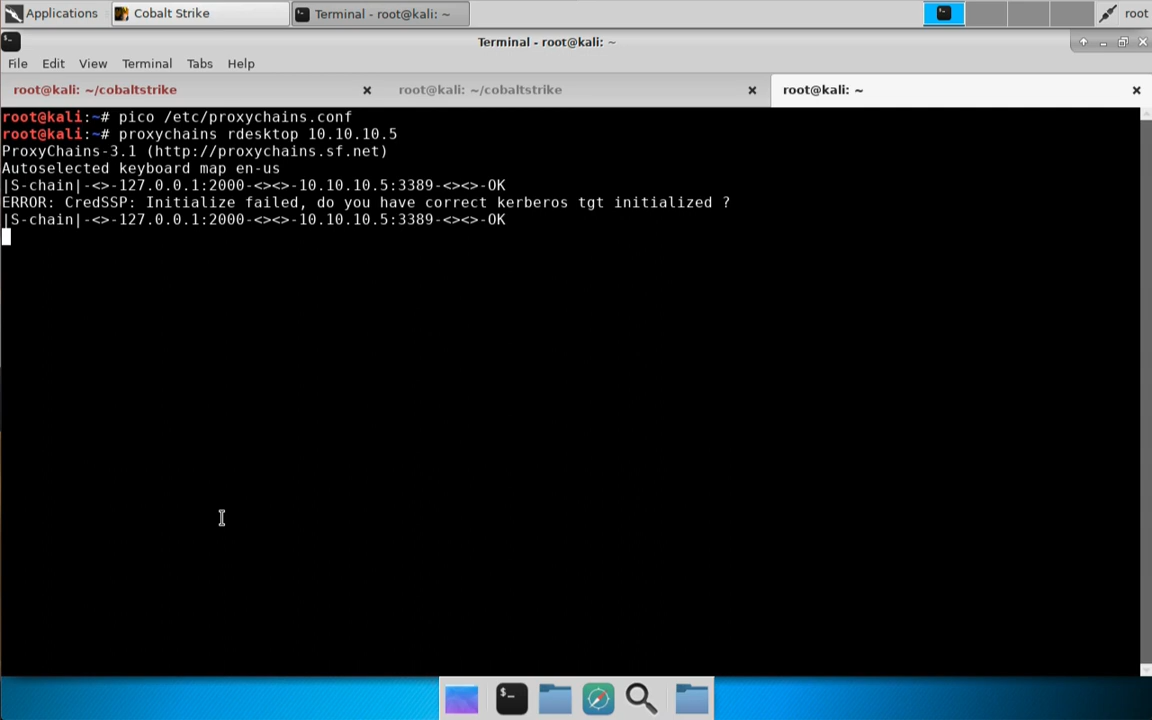 Applications
Cobalt Strike
Terminal - root@kali: ~
root
Terminal - root@kali: ~
File Edit View Terminal Tabs Help
root@kali: ~/cobaltstrike
root@kali: ~/cobaltstrike
root@kali: ~
root@kali:~# pico /etc/proxychains.conf
root@kali:~# proxychains rdesktop 10.10.10.5
ProxyChains-3.1 (http://proxychains.sf.net)
Autoselected keyboard map en-us
|S-chain|-<>-127.0.0.1:2000-<><>-10.10.10.5:3389-<><>-OK
ERROR: CredSSP: Initialize failed, do you have correct kerberos tgt initialized ?
|S-chain|-<>-127.0.0.1:2000-<><>-10.10.10.5:3389-<><>-OK